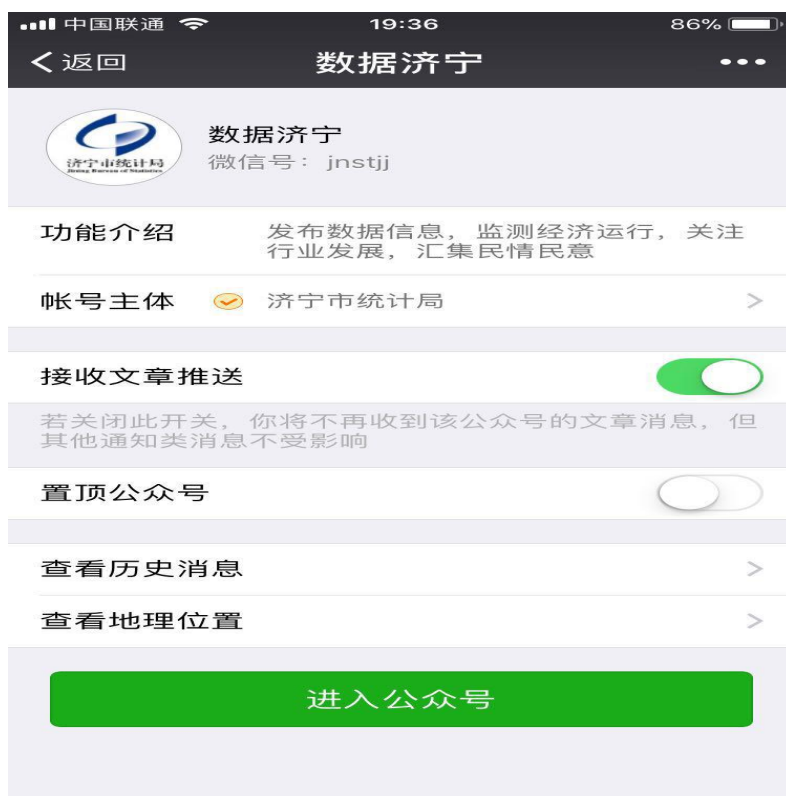 中国联通 19:36 86%
返回 数据济宁
济宁市统计局
数据济宁
微信号：jnstjj
功能介绍 发布数据信息，监测经济运行，关注
行业发展，汇集民情民意
帐号主体 济宁市统计局
接收文章推送
若关闭此开关，你将不再收到该公众号的文章消息，但
其他通知类消息不受影响
置顶公众号
查看历史消息
查看地理位置
进入公众号